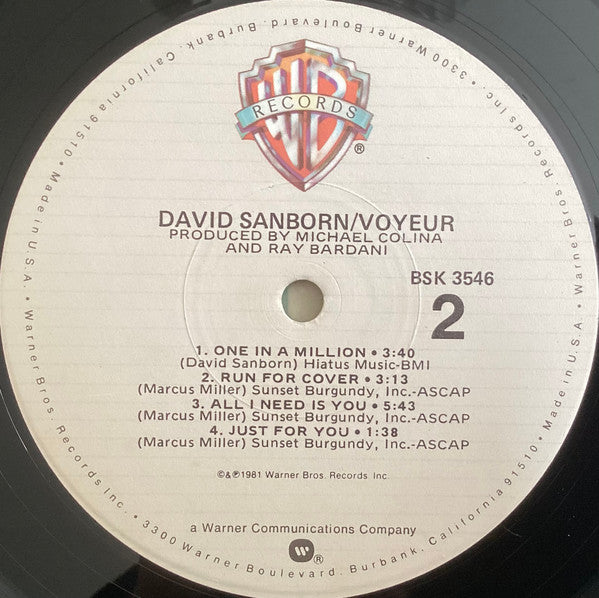 WB
RECORDS
®
DAVID SANBORN/VOYEUR
PRODUCED BY MICHAEL COLINA
AND RAY BARDANI
BSK 3546
2
1. ONE IN A MILLION • 3:40
(David Sanborn) Hiatus Music-BMI
2. RUN FOR COVER • 3:13
(Marcus Miller) Sunset Burgundy, Inc.-ASCAP
3. ALL I NEED IS YOU • 5:43
(Marcus Miller) Sunset Burgundy, Inc.-ASCAP
4. JUST FOR YOU • 1:38
(Marcus Miller) Sunset Burgundy, Inc.-ASCAP
©&℗1981 Warner Bros. Records Inc.
a Warner Communications Company
W
®
Warner Bros. Records Inc. • 3300 Warner Boulevard, Burbank, California 91510 • Made in U.S.A. • Warner Bros. Records Inc. • 3300 Warner Boulevard, Burbank, California 91510 • Made in U.S.A. •